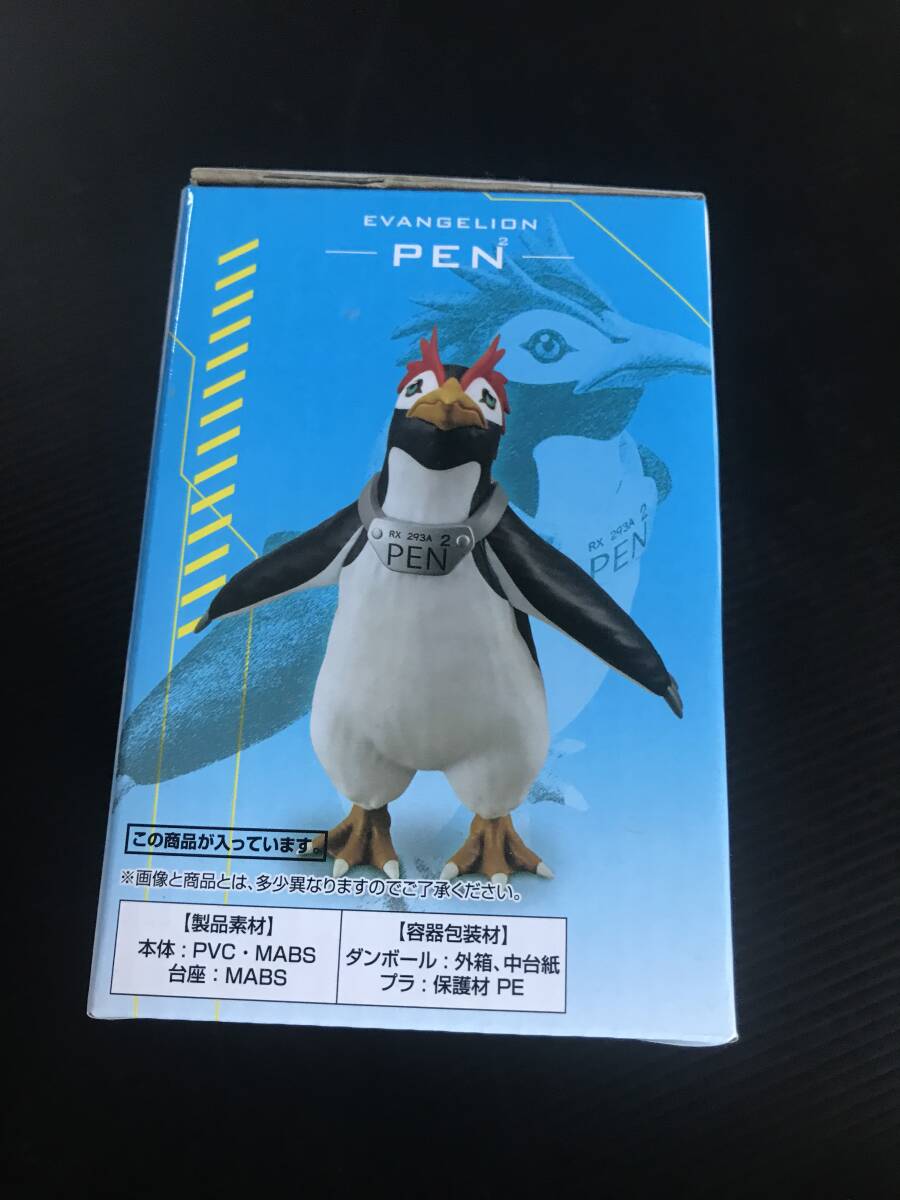 EVANGELION
PEN²
RX 293A 2
PEN
RX 293A 2
PEN
この商品が入っています。
※画像と商品とは、多少異なりますのでご了承ください。
【製品素材】
本体:PVC・MABS
台座:MABS
【容器包装材】
ダンボール:外箱、中台紙
プラ:保護材 PE